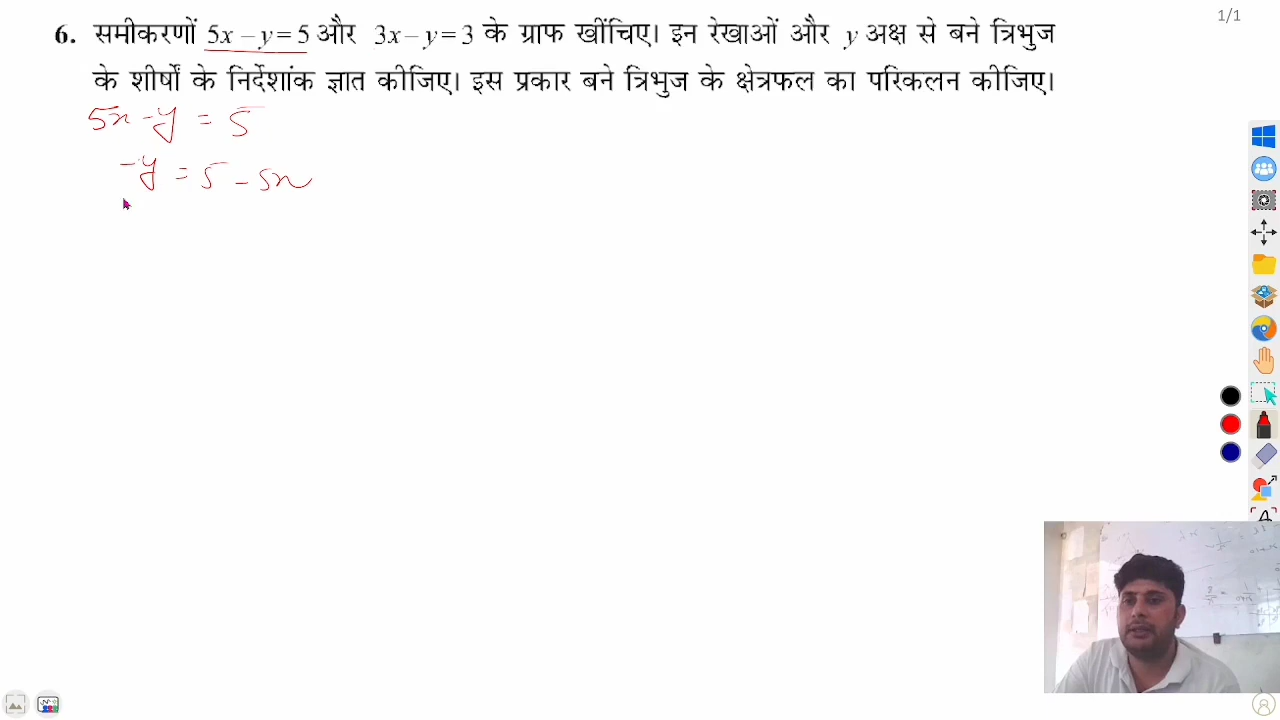 1/1
6. समीकरणों 5x – y = 5 और 3x – y = 3 के ग्राफ खींचिए। इन रेखाओं और y अक्ष से बने त्रिभुज
के शीर्षों के निर्देशांक ज्ञात कीजिए। इस प्रकार बने त्रिभुज के क्षेत्रफल का परिकलन कीजिए।
5x - y = 5
-y = 5 - 5x